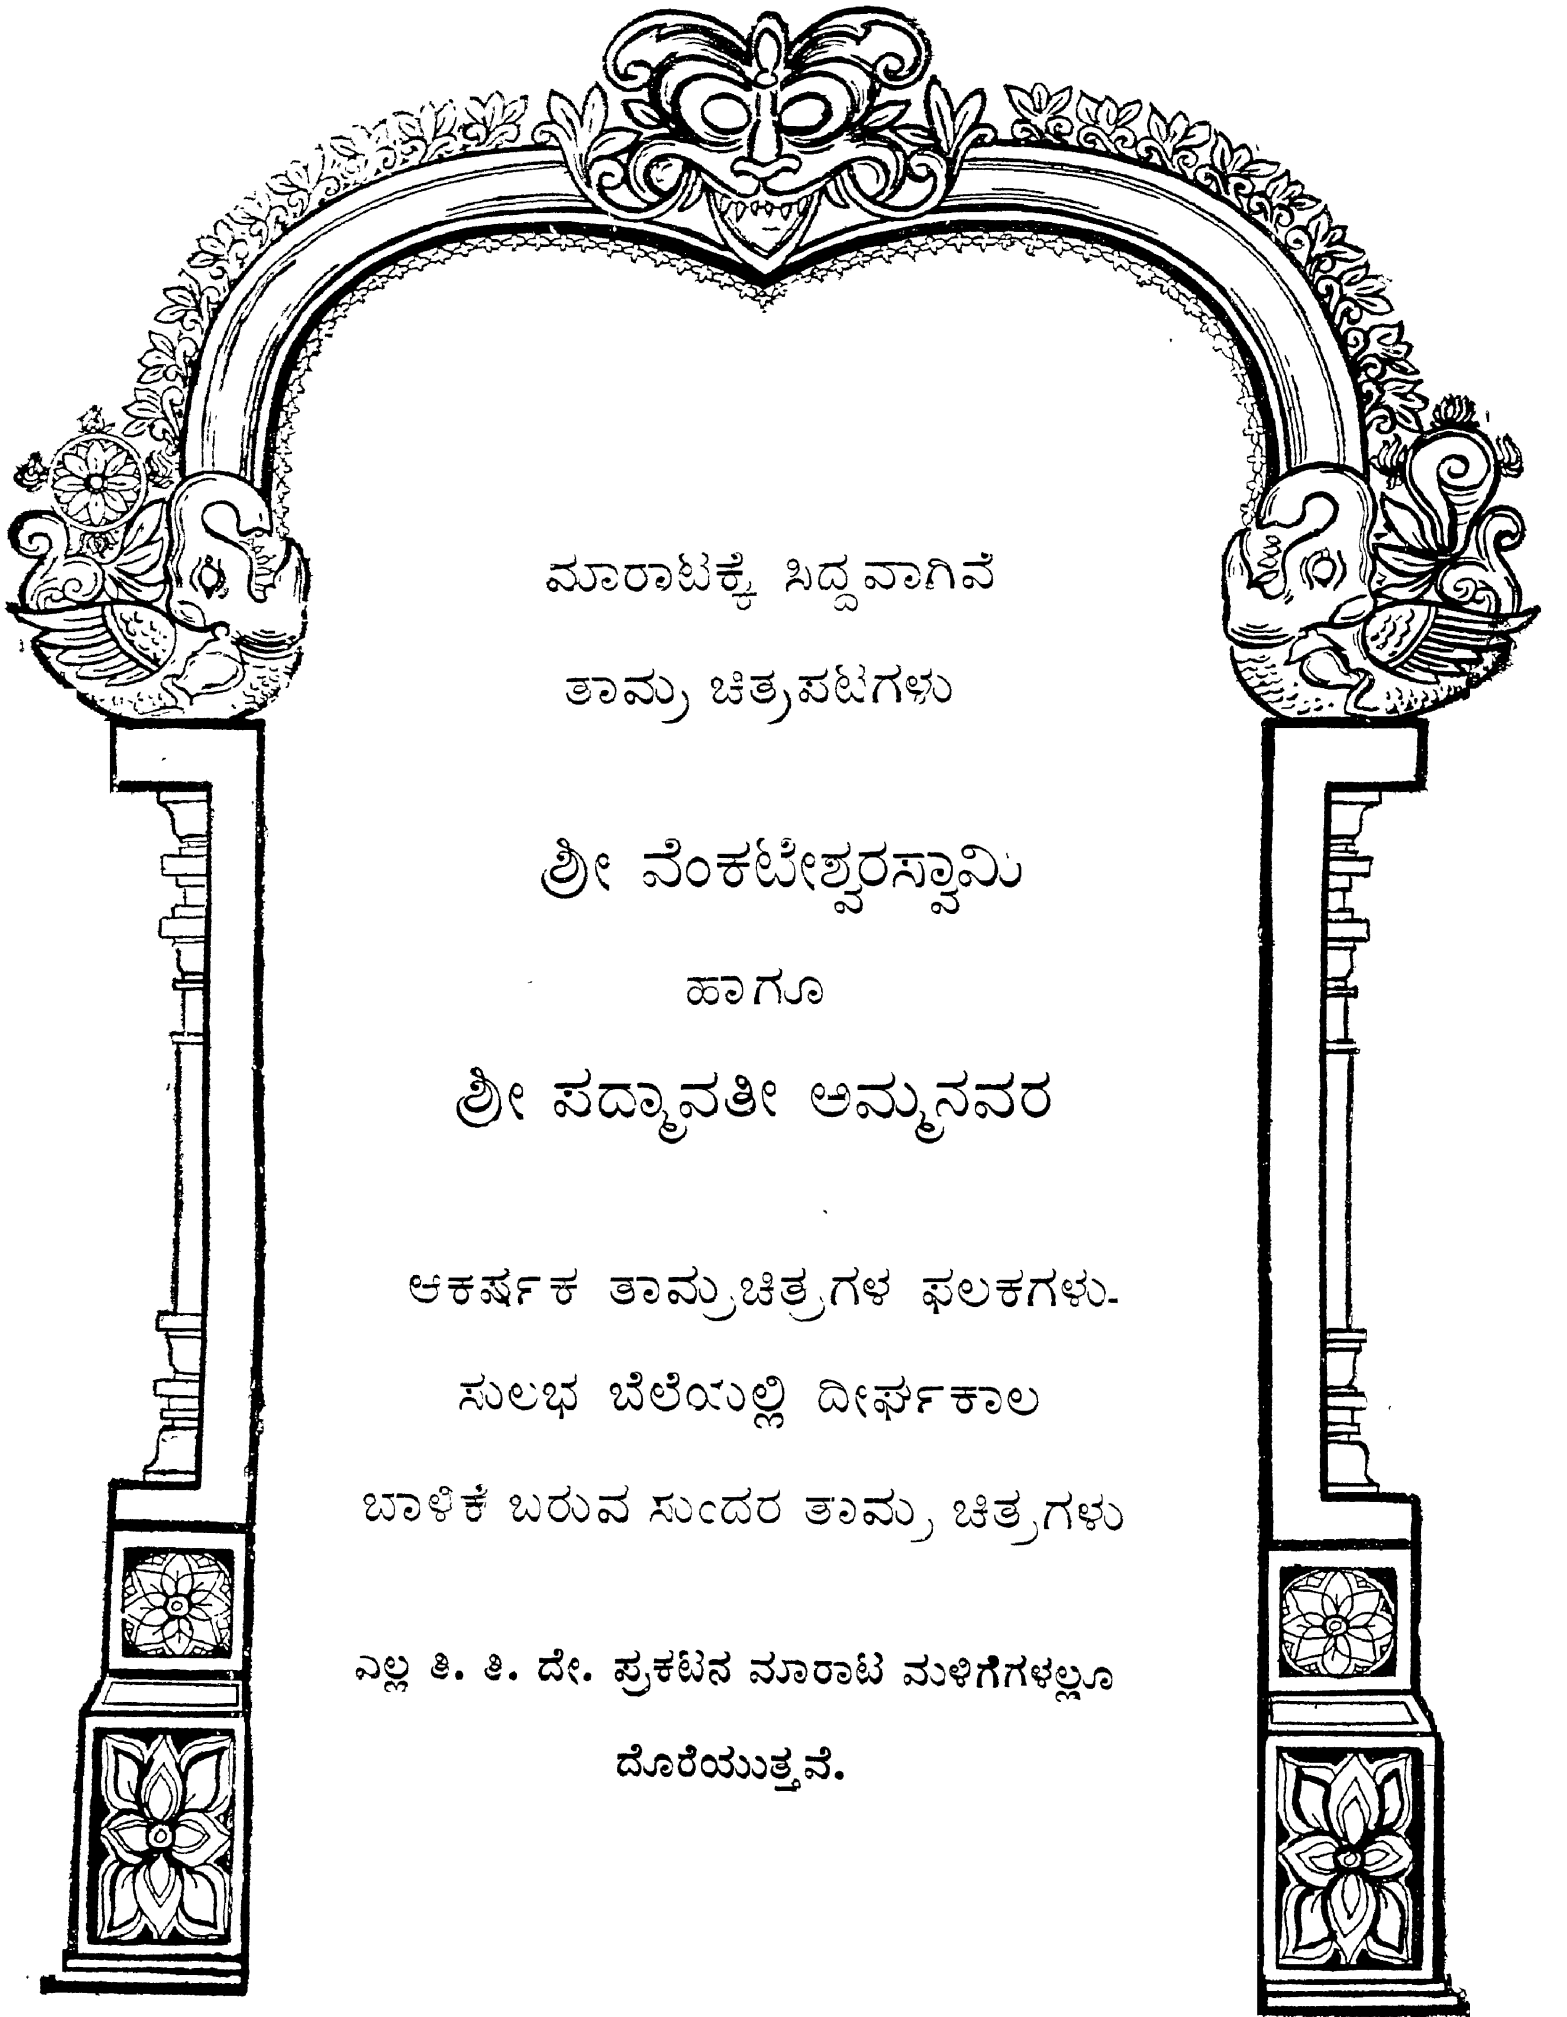 ಮಾರಾಟಕ್ಕೆ ಸಿದ್ದವಾಗಿವೆ
ತಾಮ್ರ ಚಿತ್ರಪಟಗಳು
ಶ್ರೀ ವೆಂಕಟೇಶ್ವರಸ್ವಾಮಿ
ಹಾಗೂ
ಶ್ರೀ ಪದ್ಮಾವತೀ ಅಮ್ಮನವರ
ಆಕರ್ಷಕ ತಾಮ್ರಚಿತ್ರಗಳ ಫಲಕಗಳು-
ಸುಲಭ ಬೆಲೆಯಲ್ಲಿ ದೀರ್ಘಕಾಲ
ಬಾಳಿಕೆ ಬರುವ ಸುಂದರ ತಾಮ್ರ ಚಿತ್ರಗಳು
ಎಲ್ಲ ತಿ. ತಿ. ದೇ. ಪ್ರಕಟನ ಮಾರಾಟ ಮಳಿಗೆಗಳಲ್ಲೂ
ದೊರೆಯುತ್ತವೆ.